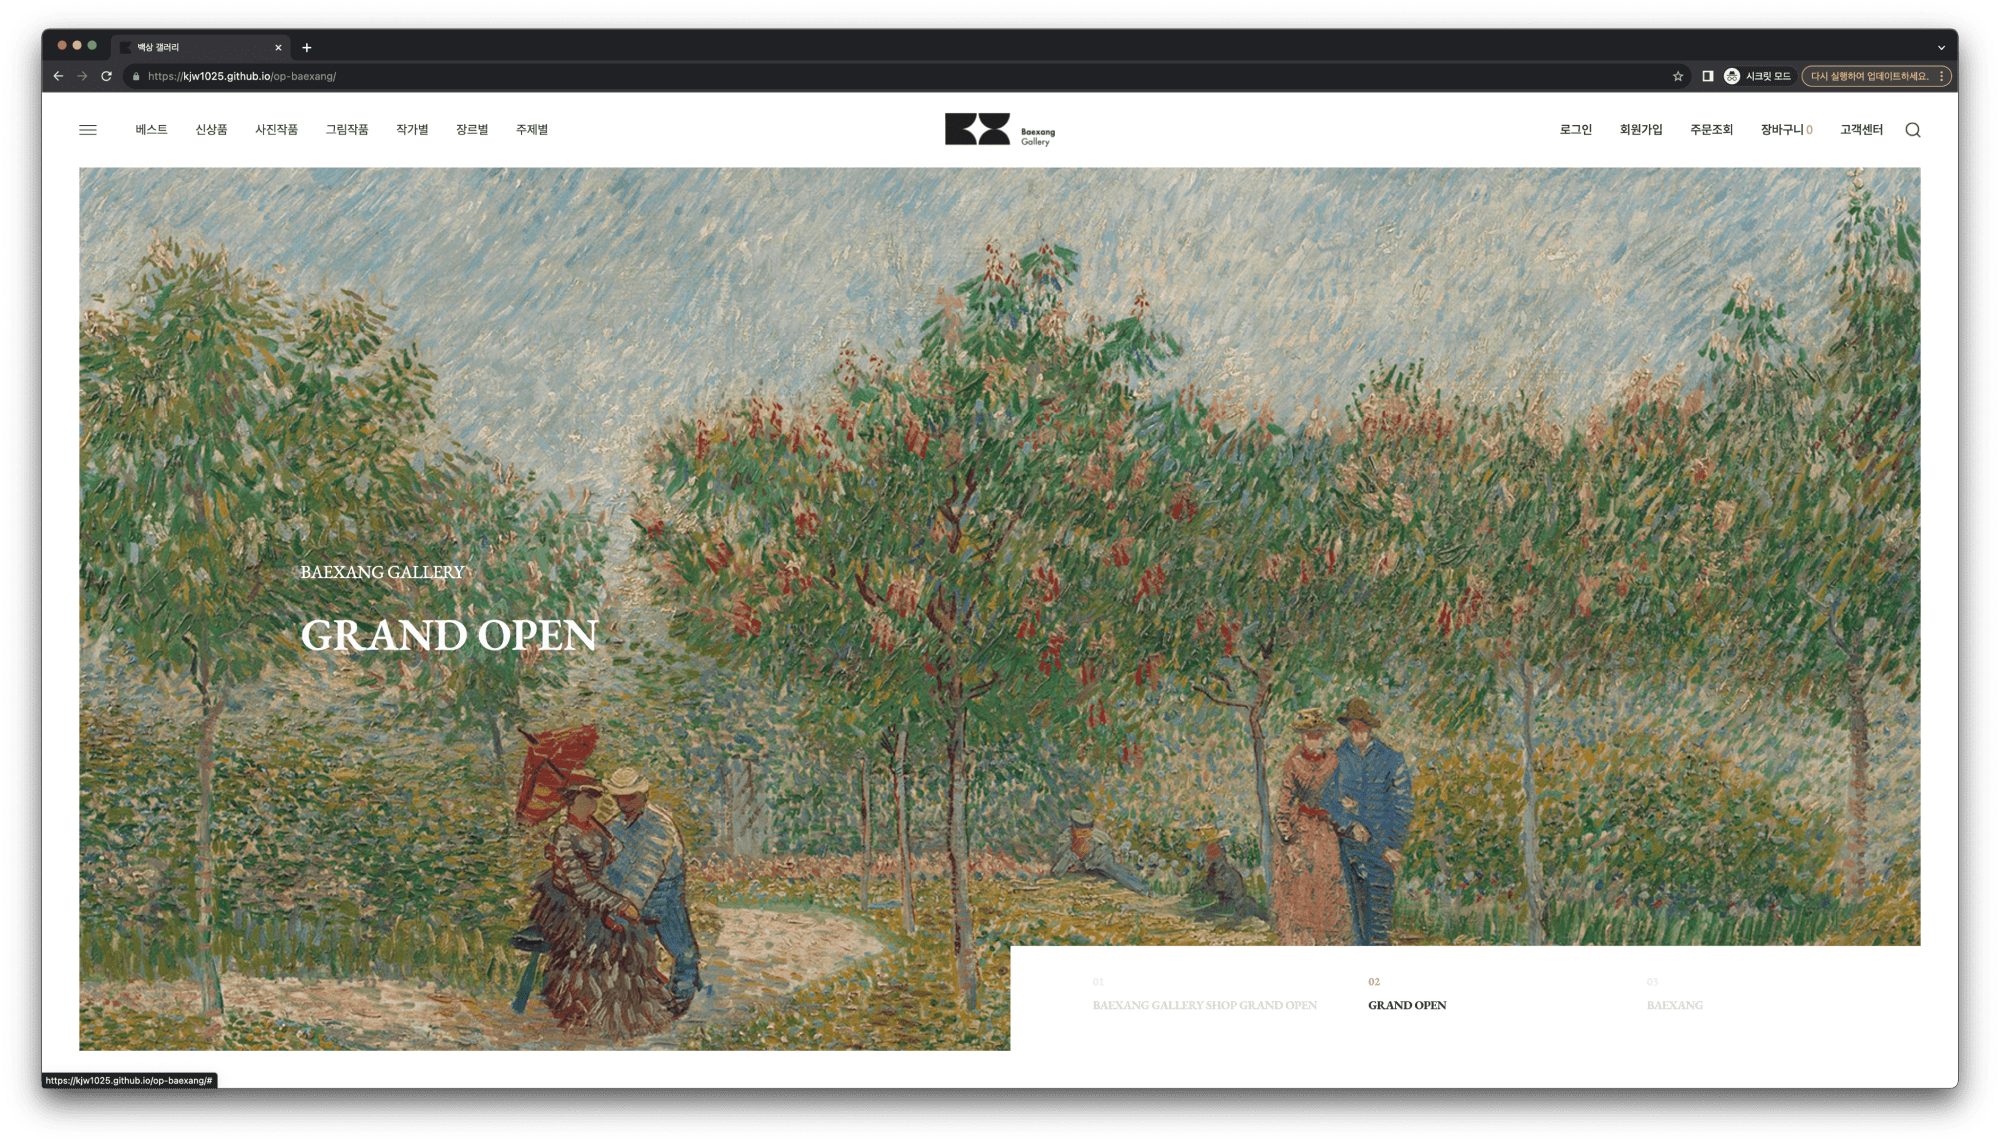 백상 갤러리
https://kjw1025.github.io/op-baexang/
시크릿 모드
다시 실행하여 업데이트하세요.
베스트 신상품 사진작품 그림작품 작가별 장르별 주제별
Baexang
Gallery
로그인 회원가입 주문조회 장바구니 0 고객센터
BAEXANG GALLERY
GRAND OPEN
01
BAEXANG GALLERY SHOP GRAND OPEN
02
GRAND OPEN
03
BAEXANG
https://kjw1025.github.io/op-baexang/#